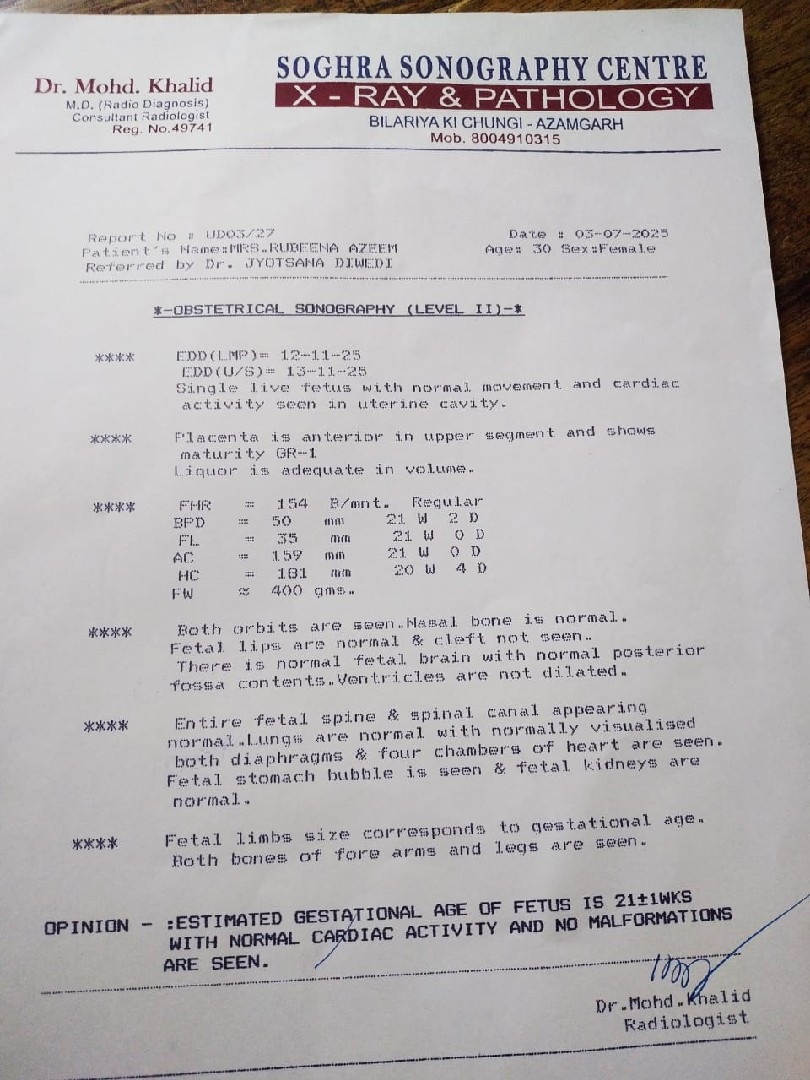 SOGHRA SONOGRAPHY CENTRE
X - RAY & PATHOLOGY
BILARIYA KI CHUNGI - AZAMGARH
Mob. 8004910315
Dr. Mohd. Khalid
M.D. (Radio Diagnosis)
Consultant Radiologist
Reg. No.49741
Report No : UD03/27 Date : 03-07-2025
Patient's Name:MRS.RUBEENA AZEEM Age: 30 Sex:Female
Referred by Dr. JYOTSANA DIWEDI
*-OBSTETRICAL SONOGRAPHY (LEVEL II)-*
**** EDD(LMP)= 12-11-25
EDD(U/S)= 13-11-25
Single live fetus with normal movement and cardiac
activity seen in uterine cavity.
**** Placenta is anterior in upper segment and shows
maturity GR-1
Liquor is adequate in volume.
**** FHR = 154 B/mnt. Regular
BPD = 50 mm 21 W 2 D
FL = 35 mm 21 W 0 D
AC = 159 mm 21 W 0 D
HC = 181 mm 20 W 4 D
FW ≈ 400 gms.
**** Both orbits are seen.Nasal bone is normal.
Fetal lips are normal & cleft not seen.
There is normal fetal brain with normal posterior
fossa contents.Ventricles are not dilated.
**** Entire fetal spine & spinal canal appearing
normal.Lungs are normal with normally visualised
both diaphragms & four chambers of heart are seen.
Fetal stomach bubble is seen & fetal kidneys are
normal.
**** Fetal limbs size corresponds to gestational age.
Both bones of fore arms and legs are seen.
OPINION - :ESTIMATED GESTATIONAL AGE OF FETUS IS 21±1WKS
WITH NORMAL CARDIAC ACTIVITY AND NO MALFORMATIONS
ARE SEEN.
Dr.Mohd.Khalid
Radiologist